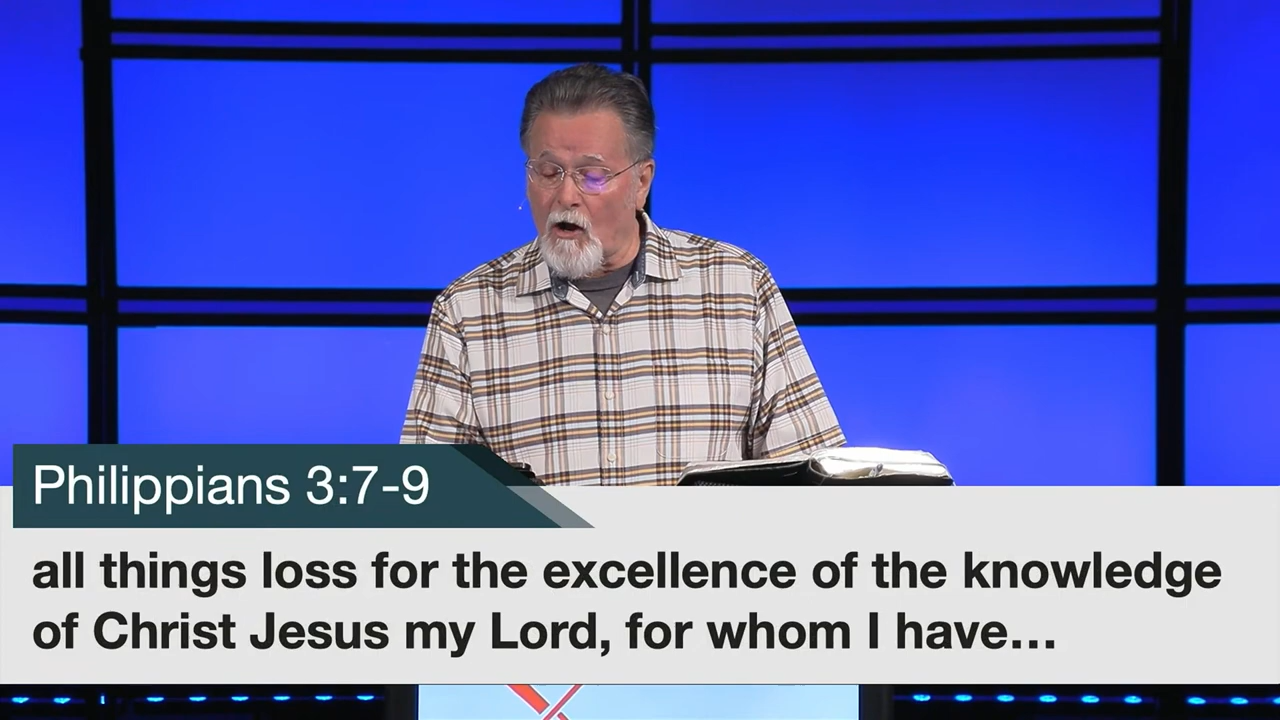 Philippians 3:7-9
all things loss for the excellence of the knowledge
of Christ Jesus my Lord, for whom I have…